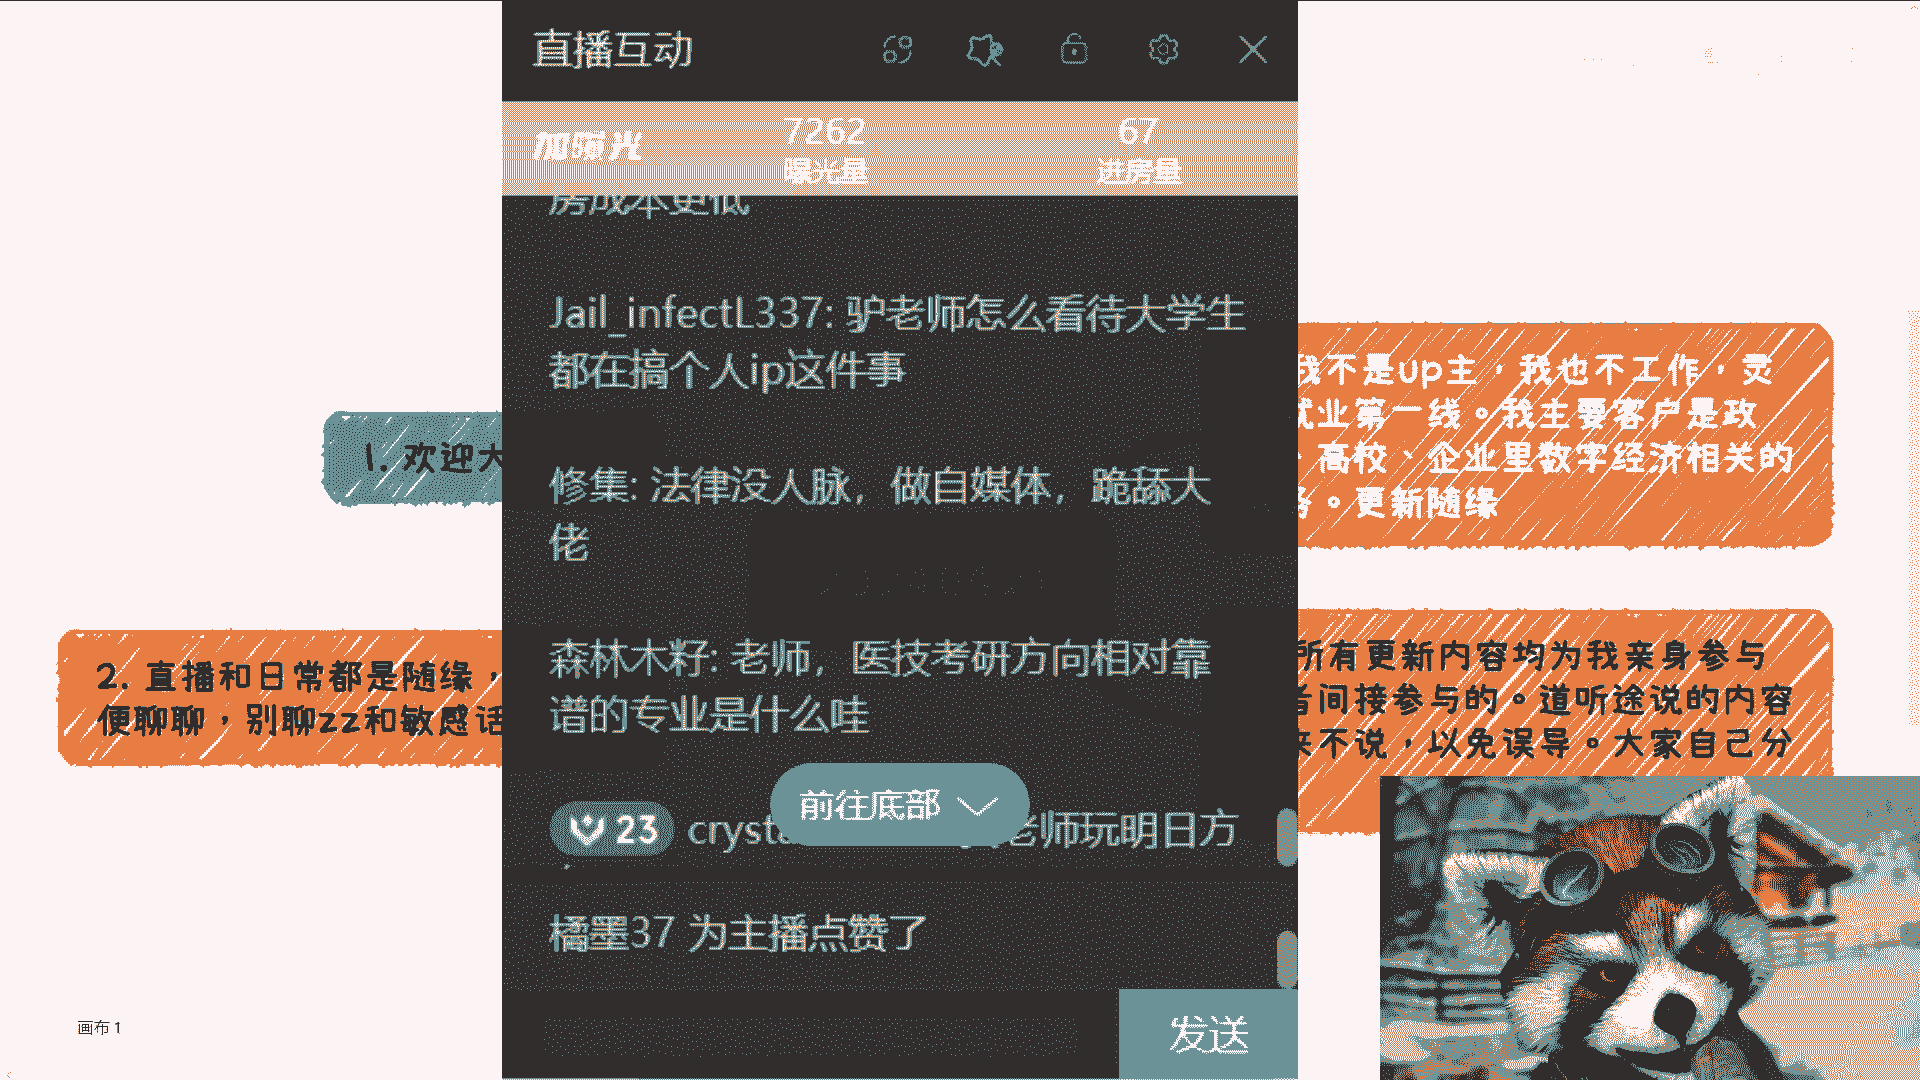 直播互动
加曝光
7262
曝光量
67
进房量
房成本更低
Jail_infectL337: 驴老师怎么看待大学生
都在搞个人ip这件事
修集: 法律没人脉，做自媒体，跪舔大
佬
森林木籽: 老师，医技考研方向相对靠
谱的专业是什么哇
前往底部
23 cryst
老师玩明日方
橘墨37 为主播点赞了
发送
1. 欢迎大
2. 直播和日常都是随缘，
便聊聊，别聊zz和敏感话
我不是up主，我也不工作，灵
就业第一线。我主要客户是政
、高校、企业里数字经济相关的
务。更新随缘
所有更新内容均为我亲身参与
者间接参与的。道听途说的内容
来不说，以免误导。大家自己分
画布 1